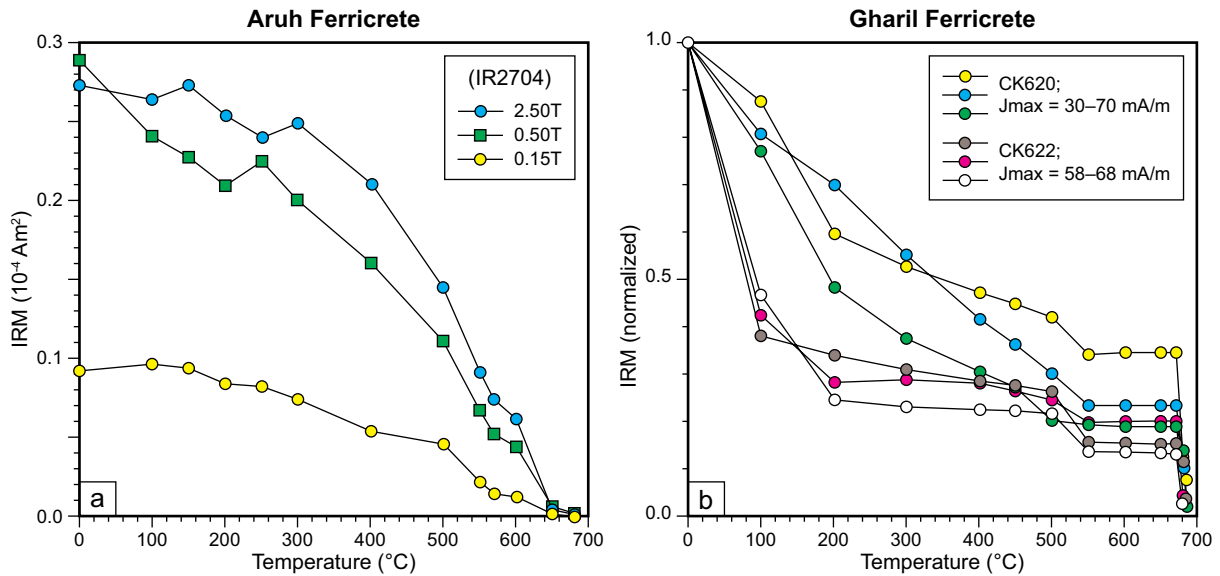 Aruh Ferricrete
0.3
0.2
0.1
0.0
IRM (10⁻⁴ Am²)
(IR2704)
2.50T
0.50T
0.15T
a
0 100 200 300 400 500 600 700
Temperature (°C)
Gharil Ferricrete
1.0
0.5
0.0
IRM (normalized)
CK620;
Jmax = 30–70 mA/m
CK622;
Jmax = 58–68 mA/m
b
0 100 200 300 400 500 600 700
Temperature (°C)